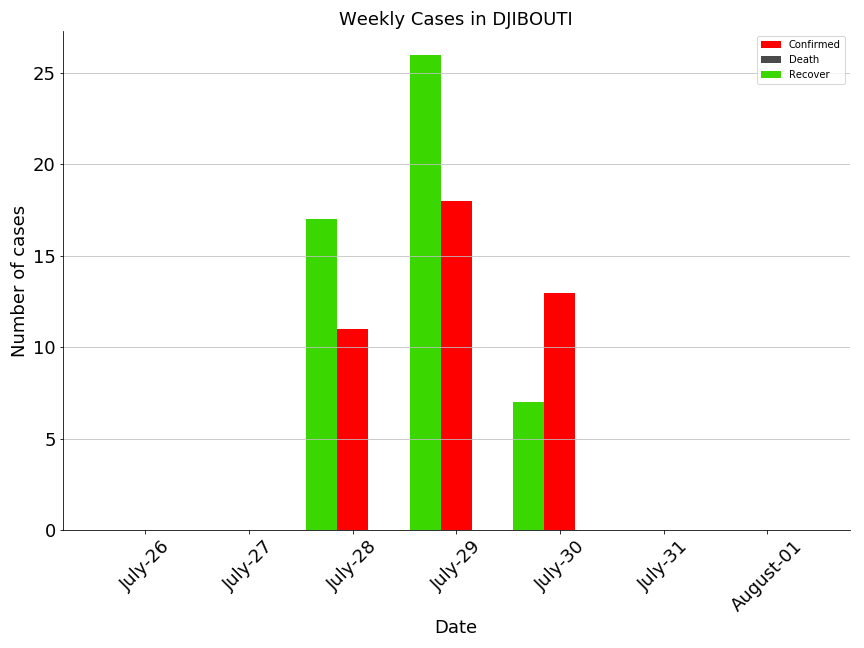 Weekly Cases in DJIBOUTI
Confirmed
Death
Recover
Number of cases
25
20
15
10
5
0
July-26
July-27
July-28
July-29
July-30
July-31
August-01
Date